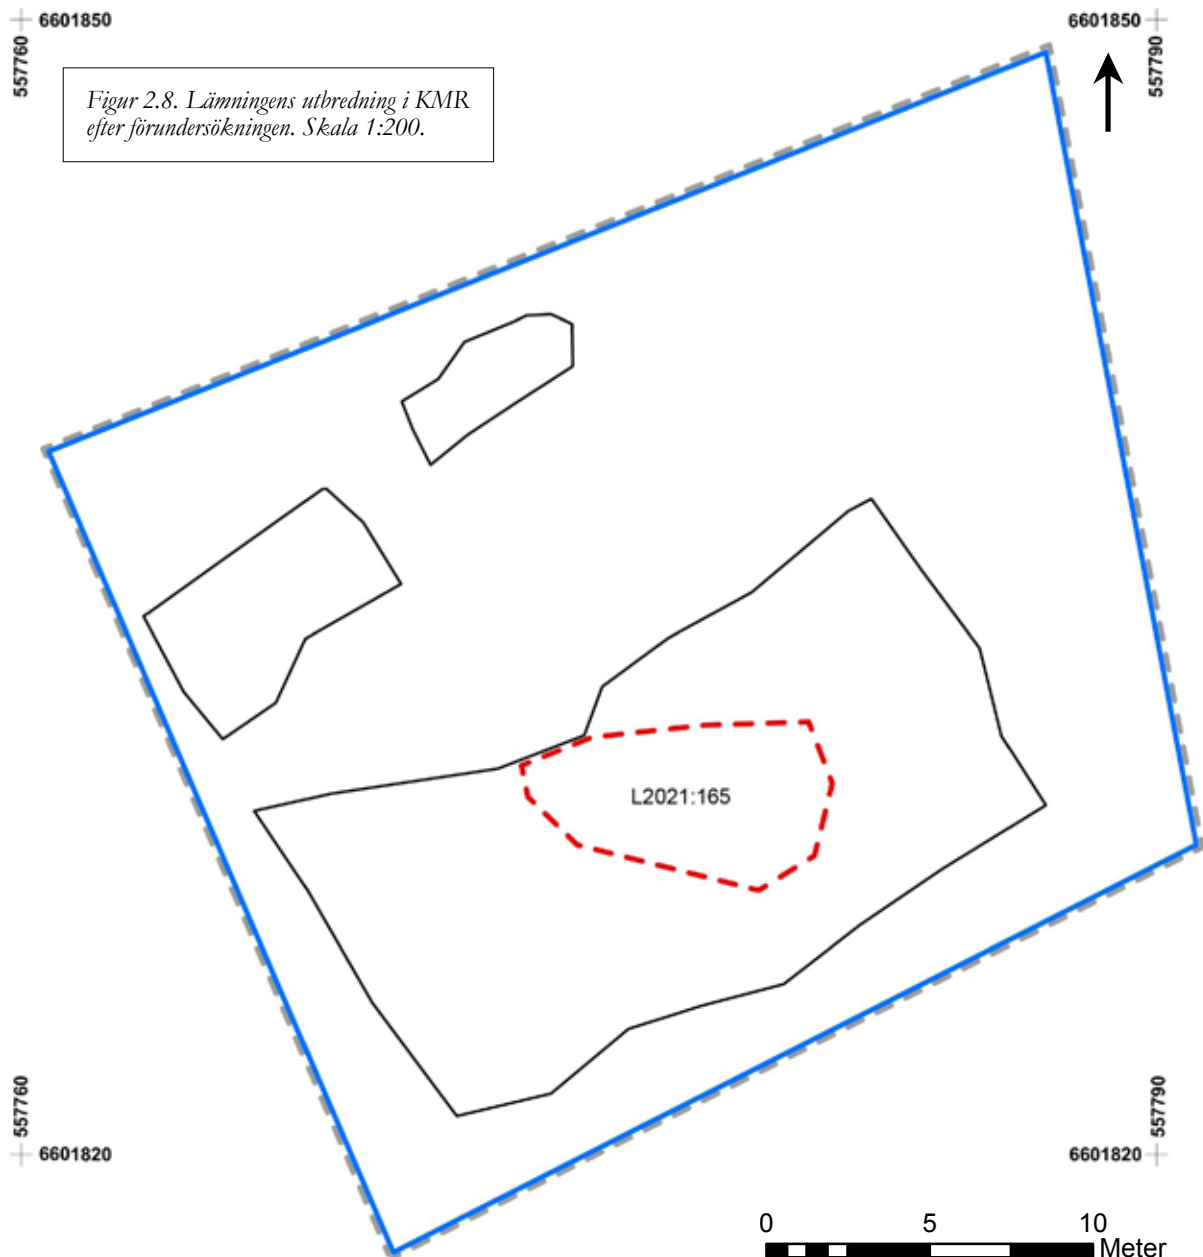 6601850
6601850
557760
557790
Figur 2.8. Lämningens utbredning i KMR
efter förundersökningen. Skala 1:200.
L2021:165
557760
557790
6601820
6601820
0 5 10
Meter